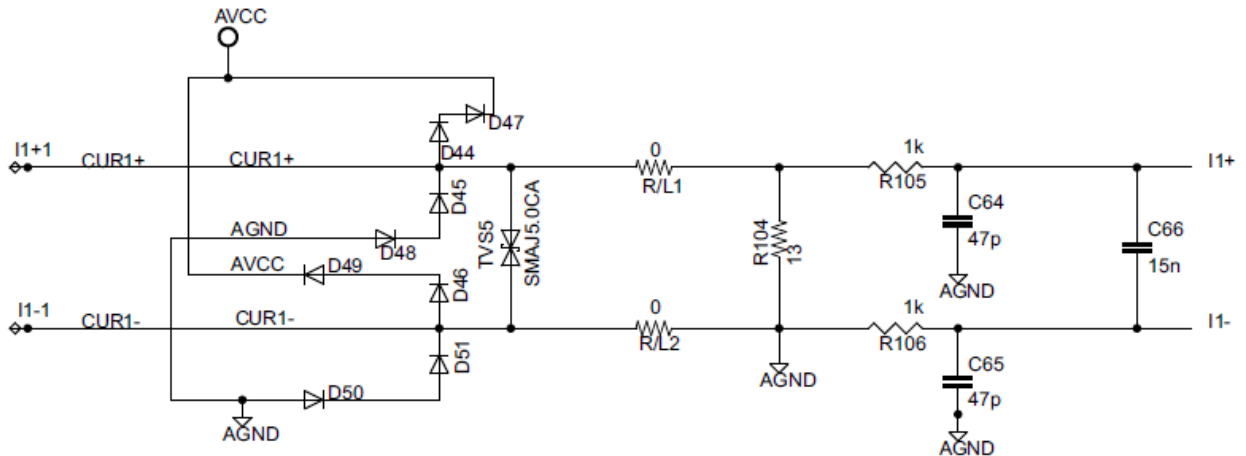 AVCC
D47
I1+1
CUR1+
CUR1+
D44
0
R/L1
1k
R105
I1+
D45
AGND
D48
TVS5
SMAJ5.0CA
R104
13
C64
47p
AGND
C66
15n
AVCC
D49
D46
I1-1
CUR1-
CUR1-
0
R/L2
AGND
1k
R106
I1-
D51
D50
AGND
C65
47p
AGND